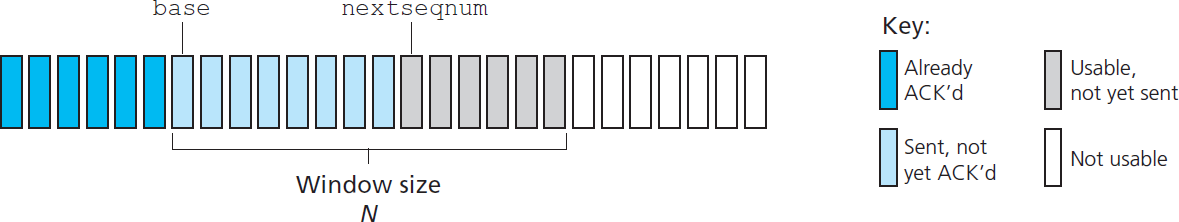 base
nextseqnum
Window size
N
Key:
Already
ACK’d
Usable,
not yet sent
Sent, not
yet ACK’d
Not usable